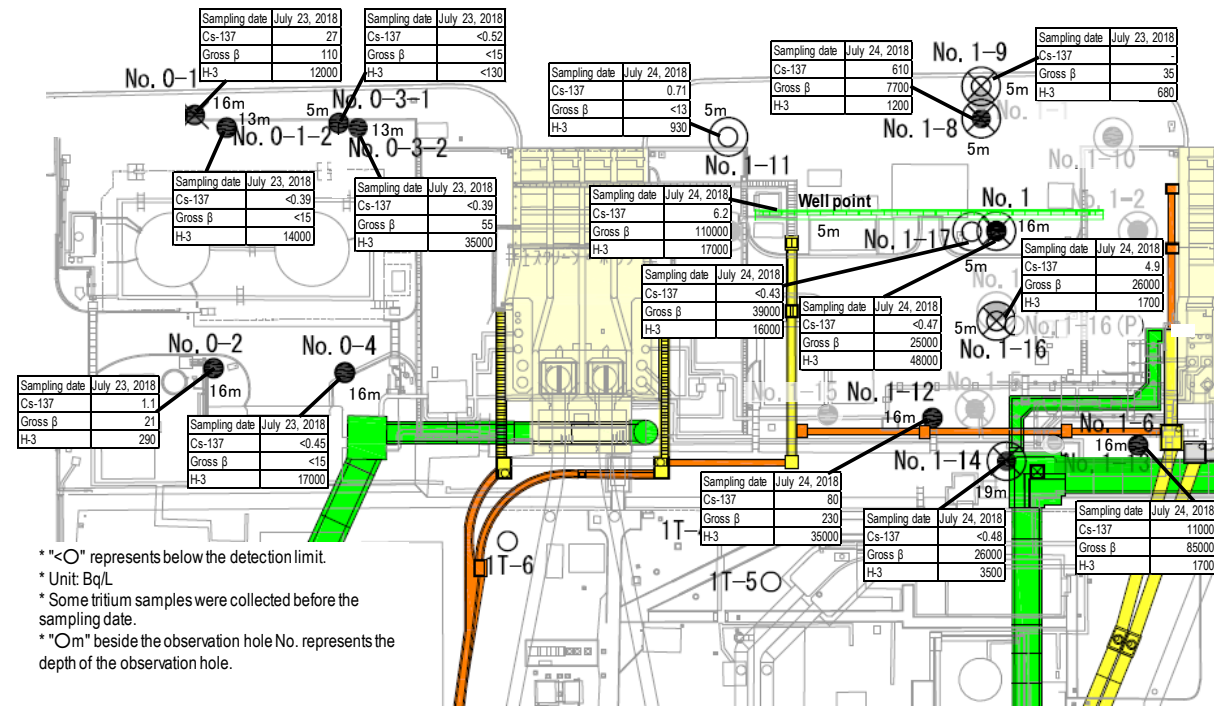 Sampling date July 23, 2018
Cs-137 27
Gross β 110
H-3 12000
Sampling date July 23, 2018
Cs-137 <0.52
Gross β <15
H-3 <130
Sampling date July 24, 2018
Cs-137 0.71
Gross β <13
H-3 930
Sampling date July 24, 2018
Cs-137 610
Gross β 7700
H-3 1200
Sampling date July 23, 2018
Cs-137 -
Gross β 35
H-3 680
No. 0-1
16m
13m
No. 0-1-2
5m
No. 0-3-1
13m
No. 0-3-2
5m
No. 1-11
No. 1-9
5m
No. 1-8
5m
No. 1-10
Sampling date July 23, 2018
Cs-137 <0.39
Gross β <15
H-3 14000
Sampling date July 23, 2018
Cs-137 <0.39
Gross β 55
H-3 35000
Sampling date July 24, 2018
Cs-137 6.2
Gross β 110000
H-3 17000
Well point
5m
No. 1
16m
No. 1-17
5m
1-2
Sampling date July 24, 2018
Cs-137 4.9
Gross β 26000
H-3 1700
Sampling date July 24, 2018
Cs-137 <0.43
Gross β 39000
H-3 16000
Sampling date July 24, 2018
Cs-137 <0.47
Gross β 25000
H-3 48000
5m
No. 1-16
No. 1-16 (P)
No. 0-2
16m
No. 0-4
16m
Sampling date July 23, 2018
Cs-137 1.1
Gross β 21
H-3 290
Sampling date July 23, 2018
Cs-137 <0.45
Gross β <15
H-3 17000
1-15
No. 1-12
16m
No. 1-14
19m
No. 1-6
16m
No. 1-13
Sampling date July 24, 2018
Cs-137 80
Gross β 230
H-3 35000
Sampling date July 24, 2018
Cs-137 <0.48
Gross β 26000
H-3 3500
Sampling date July 24, 2018
Cs-137 11000
Gross β 85000
H-3 1700
1T-6
1T-5
* "<○" represents below the detection limit.
* Unit: Bq/L
* Some tritium samples were collected before the
sampling date.
* "○m" beside the observation hole No. represents the
depth of the observation hole.